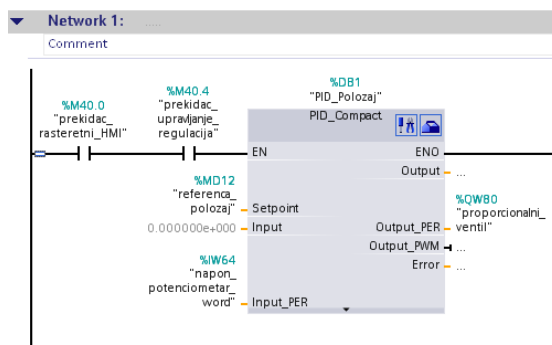 Network 1: .....
Comment
%DB1
"PID_Polozaj"
%M40.0
"prekidac_
rasteretni_HMI"
%M40.4
"prekidac_
upravljanje_
regulacija"
PID_Compact
EN
ENO
Output
...
%MD12
"referenca_
polozaj"
Setpoint
0.000000e+000
Input
%QW80
"proporcionalni_
ventil"
Output_PER
Output_PWM
...
Error
...
%IW64
"napon_
potenciometar_
word"
Input_PER